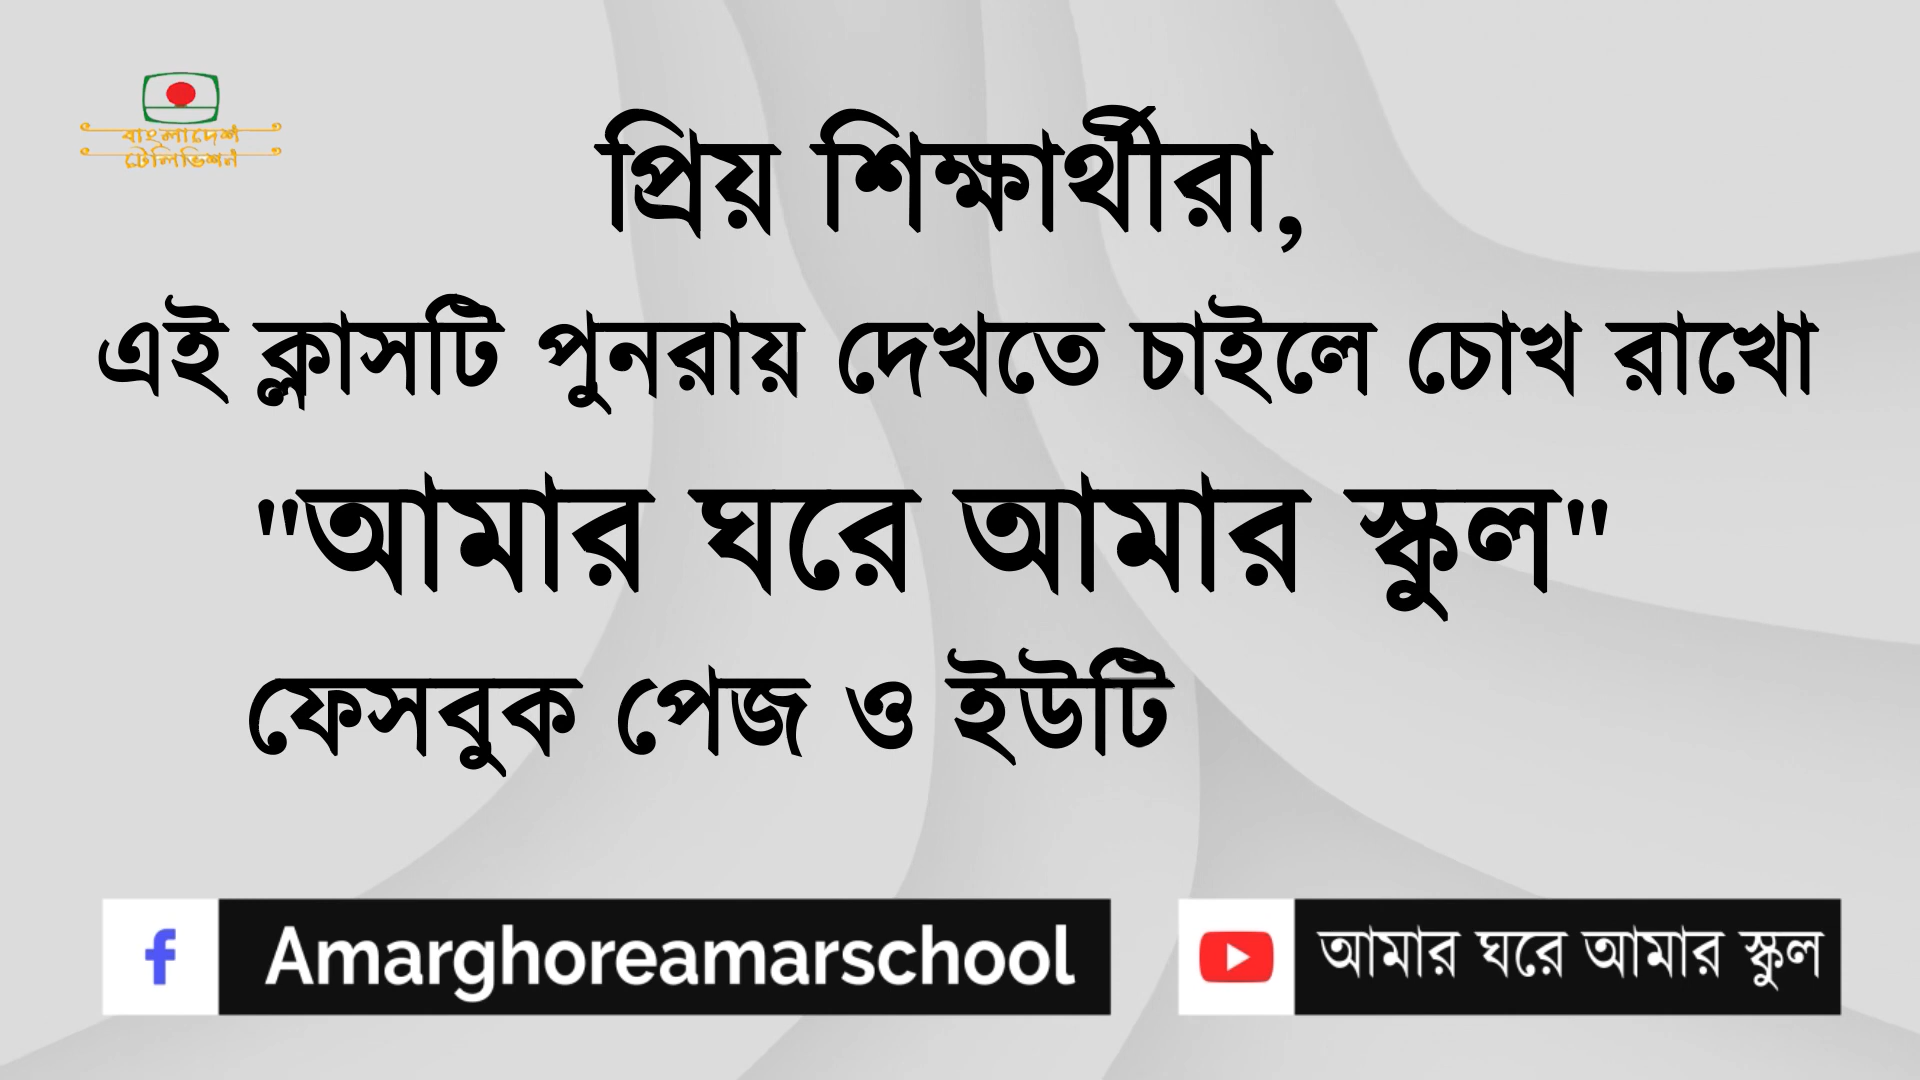 বাংলাদেশ
টেলিভিশন
প্রিয় শিক্ষার্থীরা,
এই ক্লাসটি পুনরায় দেখতে চাইলে চোখ রাখো
"আমার ঘরে আমার স্কুল"
ফেসবুক পেজ ও ইউটি
Amarghoreamarschool
আমার ঘরে আমার স্কুল